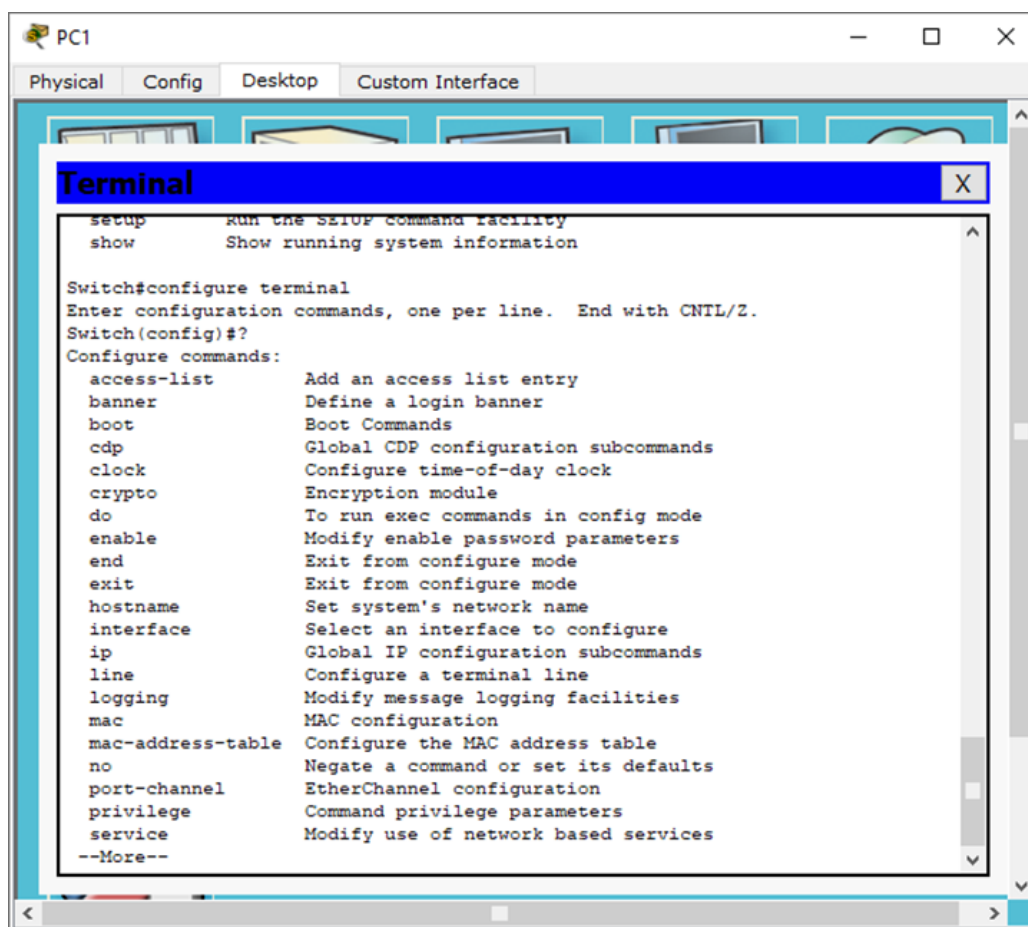 PC1
Physical Config Desktop Custom Interface
Terminal X
setup Run the SETUP command facility
show Show running system information
Switch#configure terminal
Enter configuration commands, one per line. End with CNTL/Z.
Switch(config)#?
Configure commands:
access-list Add an access list entry
banner Define a login banner
boot Boot Commands
cdp Global CDP configuration subcommands
clock Configure time-of-day clock
crypto Encryption module
do To run exec commands in config mode
enable Modify enable password parameters
end Exit from configure mode
exit Exit from configure mode
hostname Set system's network name
interface Select an interface to configure
ip Global IP configuration subcommands
line Configure a terminal line
logging Modify message logging facilities
mac MAC configuration
mac-address-table Configure the MAC address table
no Negate a command or set its defaults
port-channel EtherChannel configuration
privilege Command privilege parameters
service Modify use of network based services
--More--